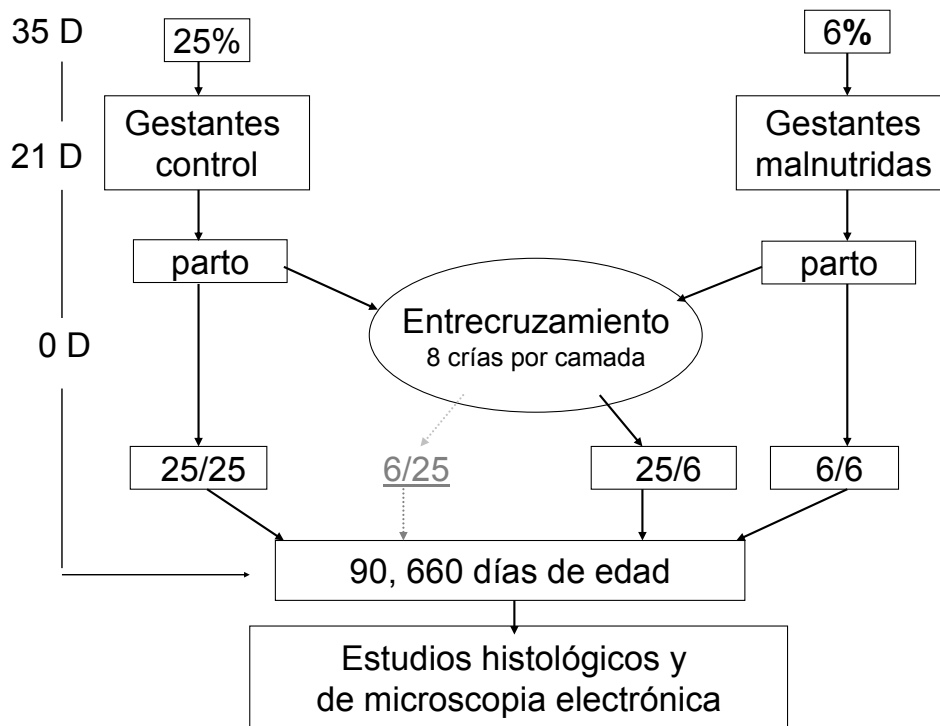 35 D
25%
6%
Gestantes
control
Gestantes
malnutridas
21 D
parto
parto
Entrecruzamiento
8 crías por camada
0 D
25/25
6/25
25/6
6/6
90, 660 días de edad
Estudios histológicos y
de microscopia electrónica